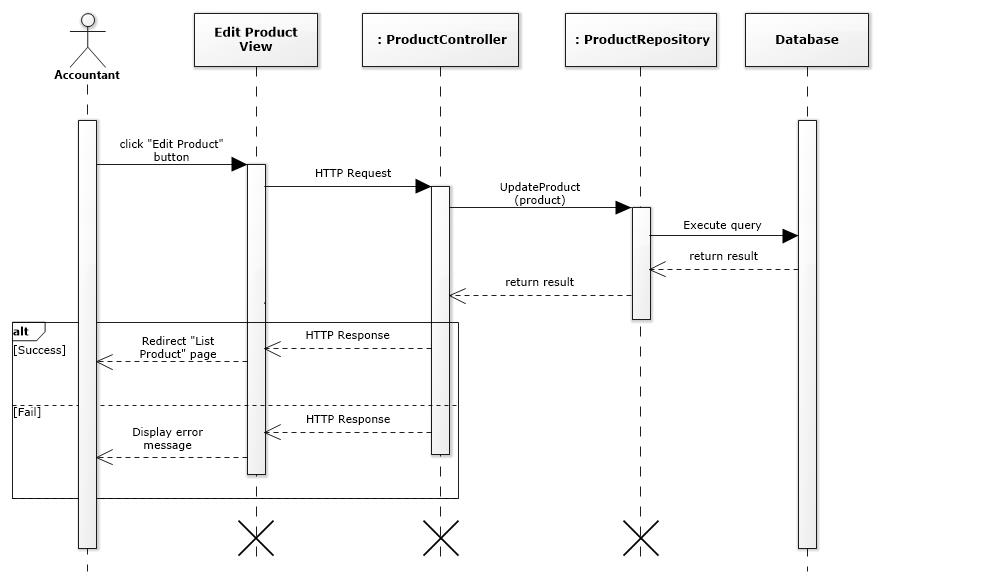 Edit Product
View
: ProductController
: ProductRepository
Database
Accountant
click "Edit Product"
button
HTTP Request
UpdateProduct
(product)
Execute query
return result
return result
alt
[Success]
HTTP Response
Redirect "List
Product" page
[Fail]
HTTP Response
Display error
message